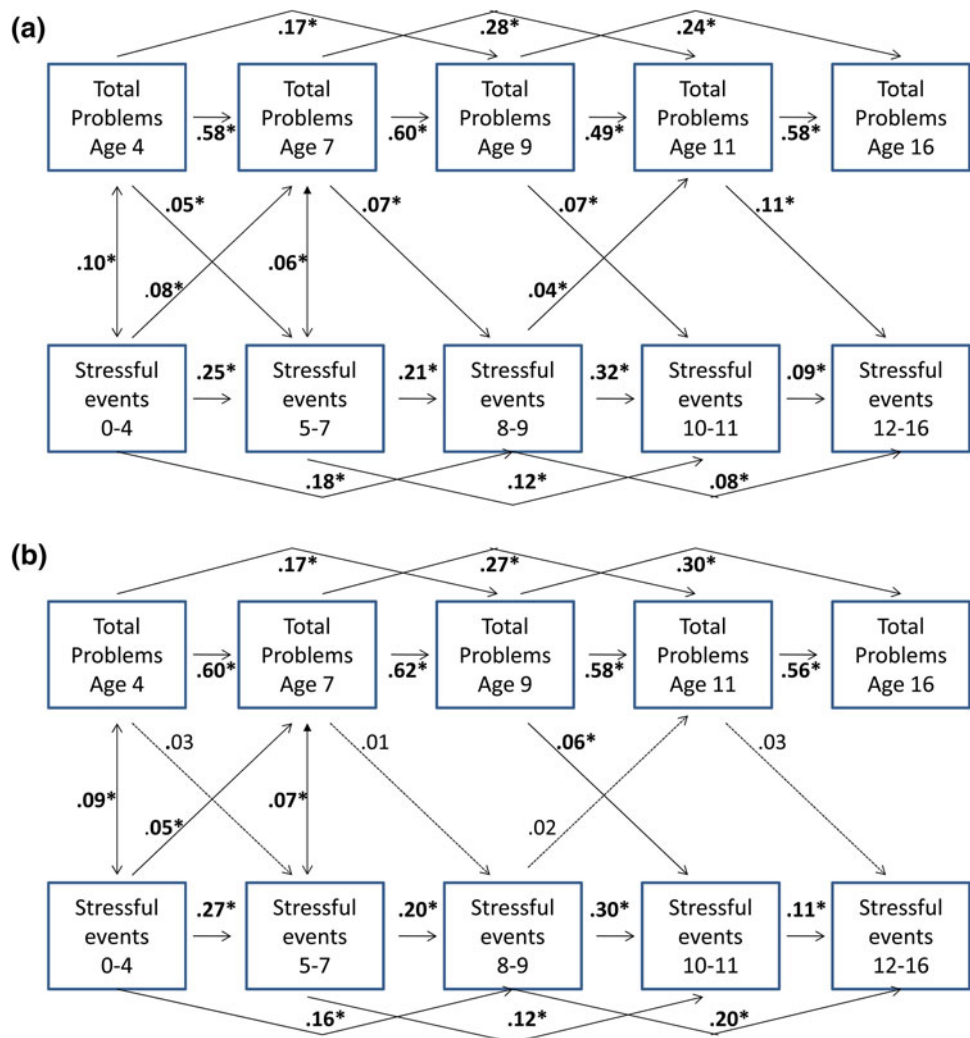 (a)
.17*
.28*
.24*
Total
Problems
Age 4
.58*
Total
Problems
Age 7
.60*
Total
Problems
Age 9
.49*
Total
Problems
Age 11
.58*
Total
Problems
Age 16
.05*
.07*
.07*
.11*
.10*
.08*
.06*
.04*
Stressful
events
0-4
.25*
Stressful
events
5-7
.21*
Stressful
events
8-9
.32*
Stressful
events
10-11
.09*
Stressful
events
12-16
.18*
.12*
.08*
(b)
.17*
.27*
.30*
Total
Problems
Age 4
.60*
Total
Problems
Age 7
.62*
Total
Problems
Age 9
.58*
Total
Problems
Age 11
.56*
Total
Problems
Age 16
.03
.01
.06*
.03
.09*
.05*
.07*
.02
Stressful
events
0-4
.27*
Stressful
events
5-7
.20*
Stressful
events
8-9
.30*
Stressful
events
10-11
.11*
Stressful
events
12-16
.16*
.12*
.20*